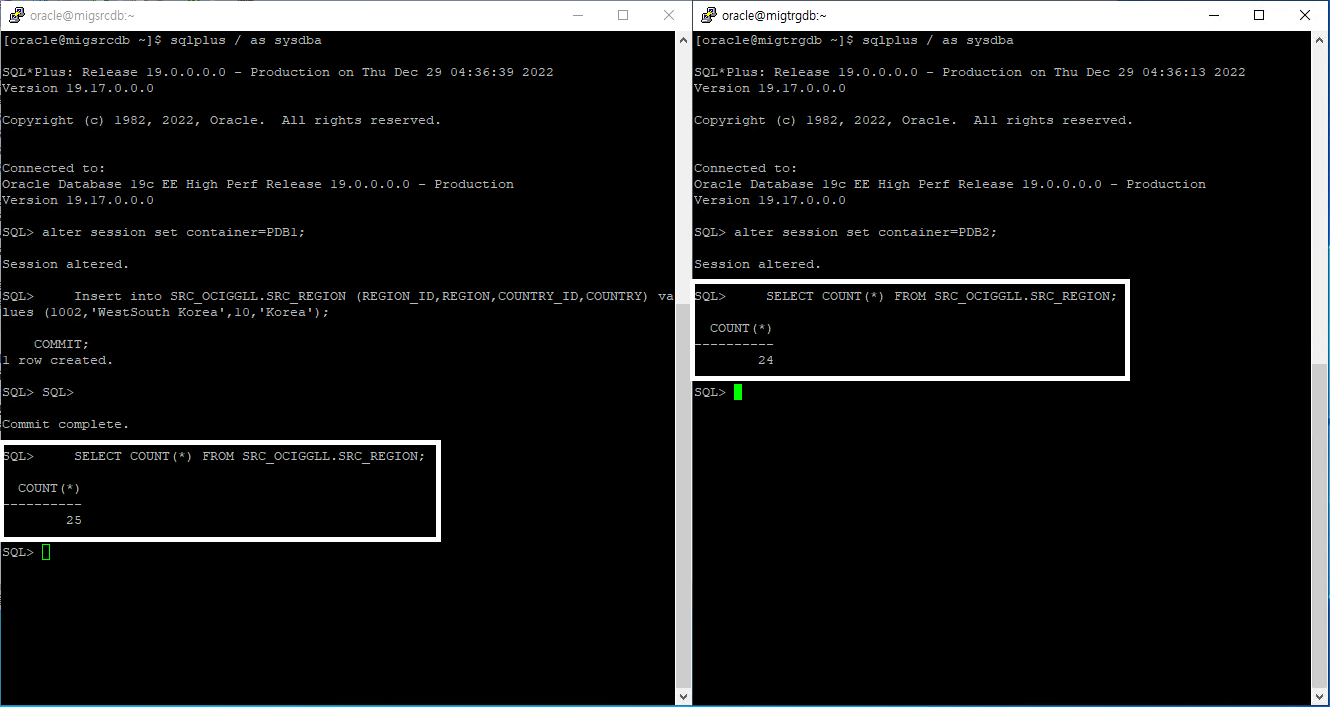 oracle@migsrcdb:~
[oracle@migsrcdb ~]$ sqlplus / as sysdba
SQL*Plus: Release 19.0.0.0.0 - Production on Thu Dec 29 04:36:39 2022
Version 19.17.0.0.0
Copyright (c) 1982, 2022, Oracle.  All rights reserved.
Connected to:
Oracle Database 19c EE High Perf Release 19.0.0.0.0 - Production
Version 19.17.0.0.0
SQL> alter session set container=PDB1;
Session altered.
SQL>     Insert into SRC_OCIGGLL.SRC_REGION (REGION_ID,REGION,COUNTRY_ID,COUNTRY) va
lues (1002,'WestSouth Korea',10,'Korea');
    COMMIT;
1 row created.
SQL> SQL>
Commit complete.
SQL>     SELECT COUNT(*) FROM SRC_OCIGGLL.SRC_REGION;
  COUNT(*)
----------
        25
SQL>
oracle@migtrgdb:~
[oracle@migtrgdb ~]$ sqlplus / as sysdba
SQL*Plus: Release 19.0.0.0.0 - Production on Thu Dec 29 04:36:13 2022
Version 19.17.0.0.0
Copyright (c) 1982, 2022, Oracle.  All rights reserved.
Connected to:
Oracle Database 19c EE High Perf Release 19.0.0.0.0 - Production
Version 19.17.0.0.0
SQL> alter session set container=PDB2;
Session altered.
SQL>     SELECT COUNT(*) FROM SRC_OCIGGLL.SRC_REGION;
  COUNT(*)
----------
        24
SQL>